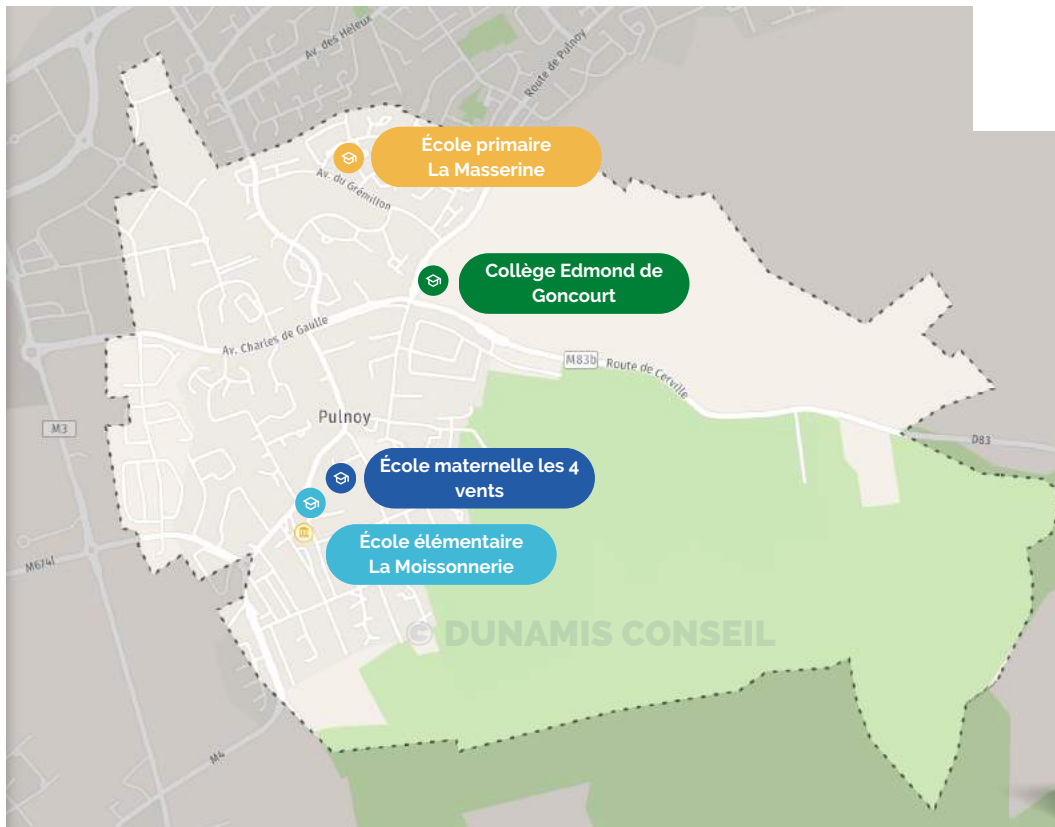 Av. des Héleux
Route de Pulnoy
École primaire
La Masserine
Av. du Grémillon
Collège Edmond de
Goncourt
Av. Charles de Gaulle
M83b
Route de Cerville
M3
Pulnoy
D83
École maternelle les 4
vents
École élémentaire
La Moissonnerie
M674I
© DUNAMIS CONSEIL
M4